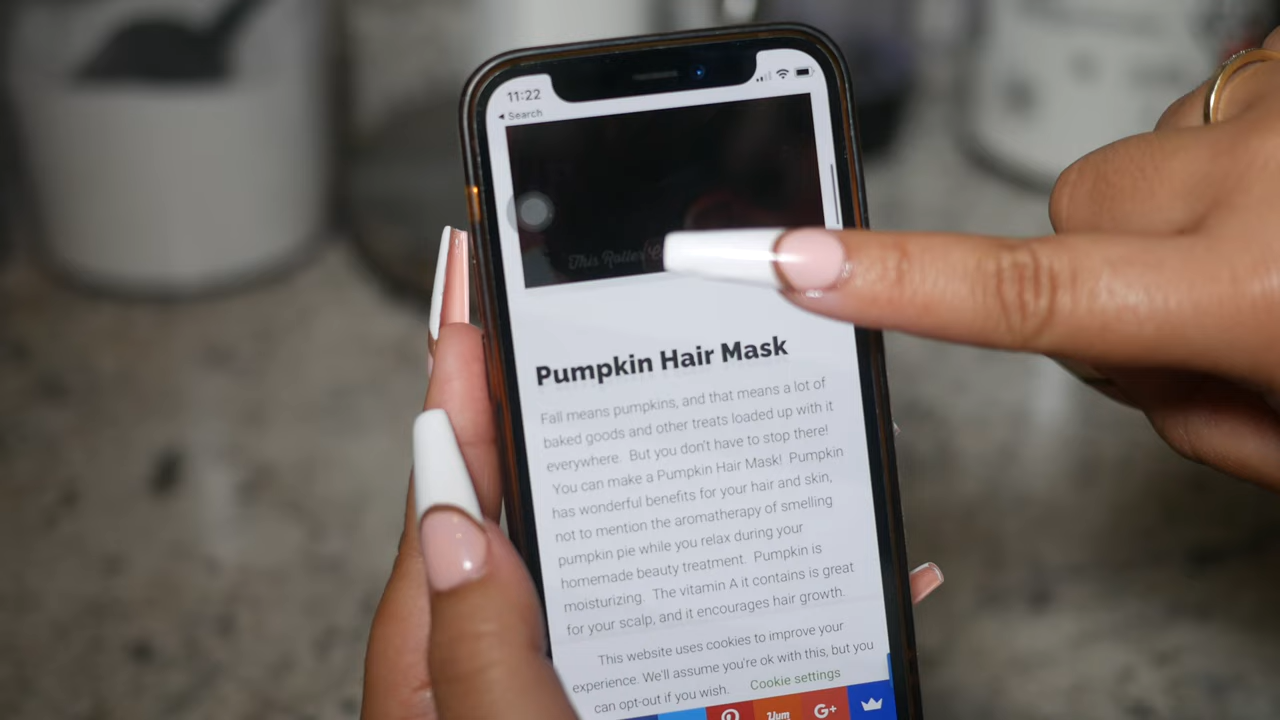 11:22
Search
This Roller
Pumpkin Hair Mask
Fall means pumpkins, and that means a lot of
baked goods and other treats loaded up with it
everywhere. But you don't have to stop there!
You can make a Pumpkin Hair Mask! Pumpkin
has wonderful benefits for your hair and skin,
not to mention the aromatherapy of smelling
pumpkin pie while you relax during your
homemade beauty treatment. Pumpkin is
moisturizing. The vitamin A it contains is great
for your scalp, and it encourages hair growth.
This website uses cookies to improve your
experience. We'll assume you're ok with this, but you
can opt-out if you wish. Cookie settings
Yum G+